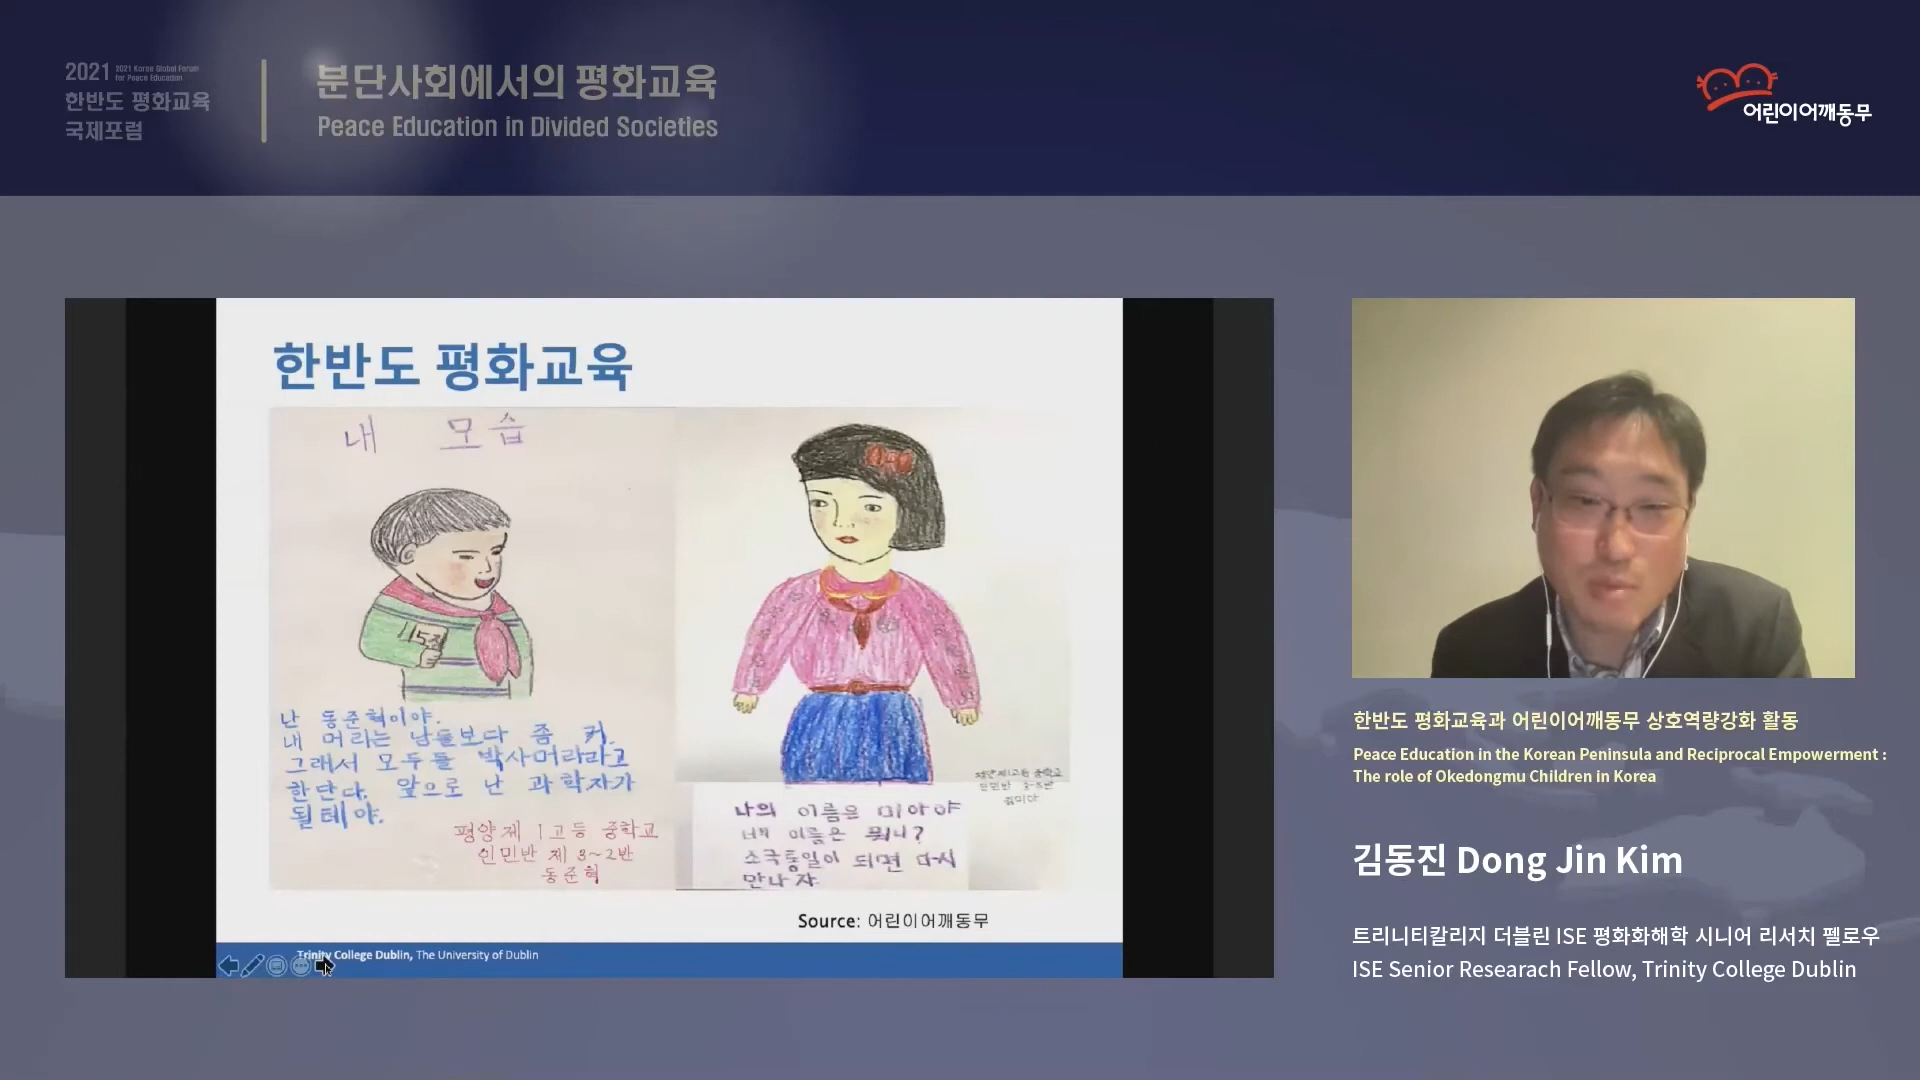 2021 2021 Korea Global Forum
for Peace Education
한반도 평화교육
국제포럼
분단사회에서의 평화교육
Peace Education in Divided Societies
어린이어깨동무
한반도 평화교육
내 모습
난 동준혁이야.
내 머리는 남들보다 좀 커.
그래서 모두들 박사머리라고
한단다. 앞으로 난 과학자가
될테야.
평양 제 1 고등 중학교
인민반 제 3~2반
동준혁
제1고등 중학교
나의 이름은 미아야
너의 이름은 뭐니?
조국통일이 되면 다시
만나자
Source: 어린이어깨동무
Trinity College Dublin, The University of Dublin
한반도 평화교육과 어린이어깨동무 상호역량강화 활동
Peace Education in the Korean Peninsula and Reciprocal Empowerment :
The role of Okedongmu Children in Korea
김동진 Dong Jin Kim
트리니티칼리지 더블린 ISE 평화화해학 시니어 리서치 펠로우
ISE Senior Researach Fellow, Trinity College Dublin